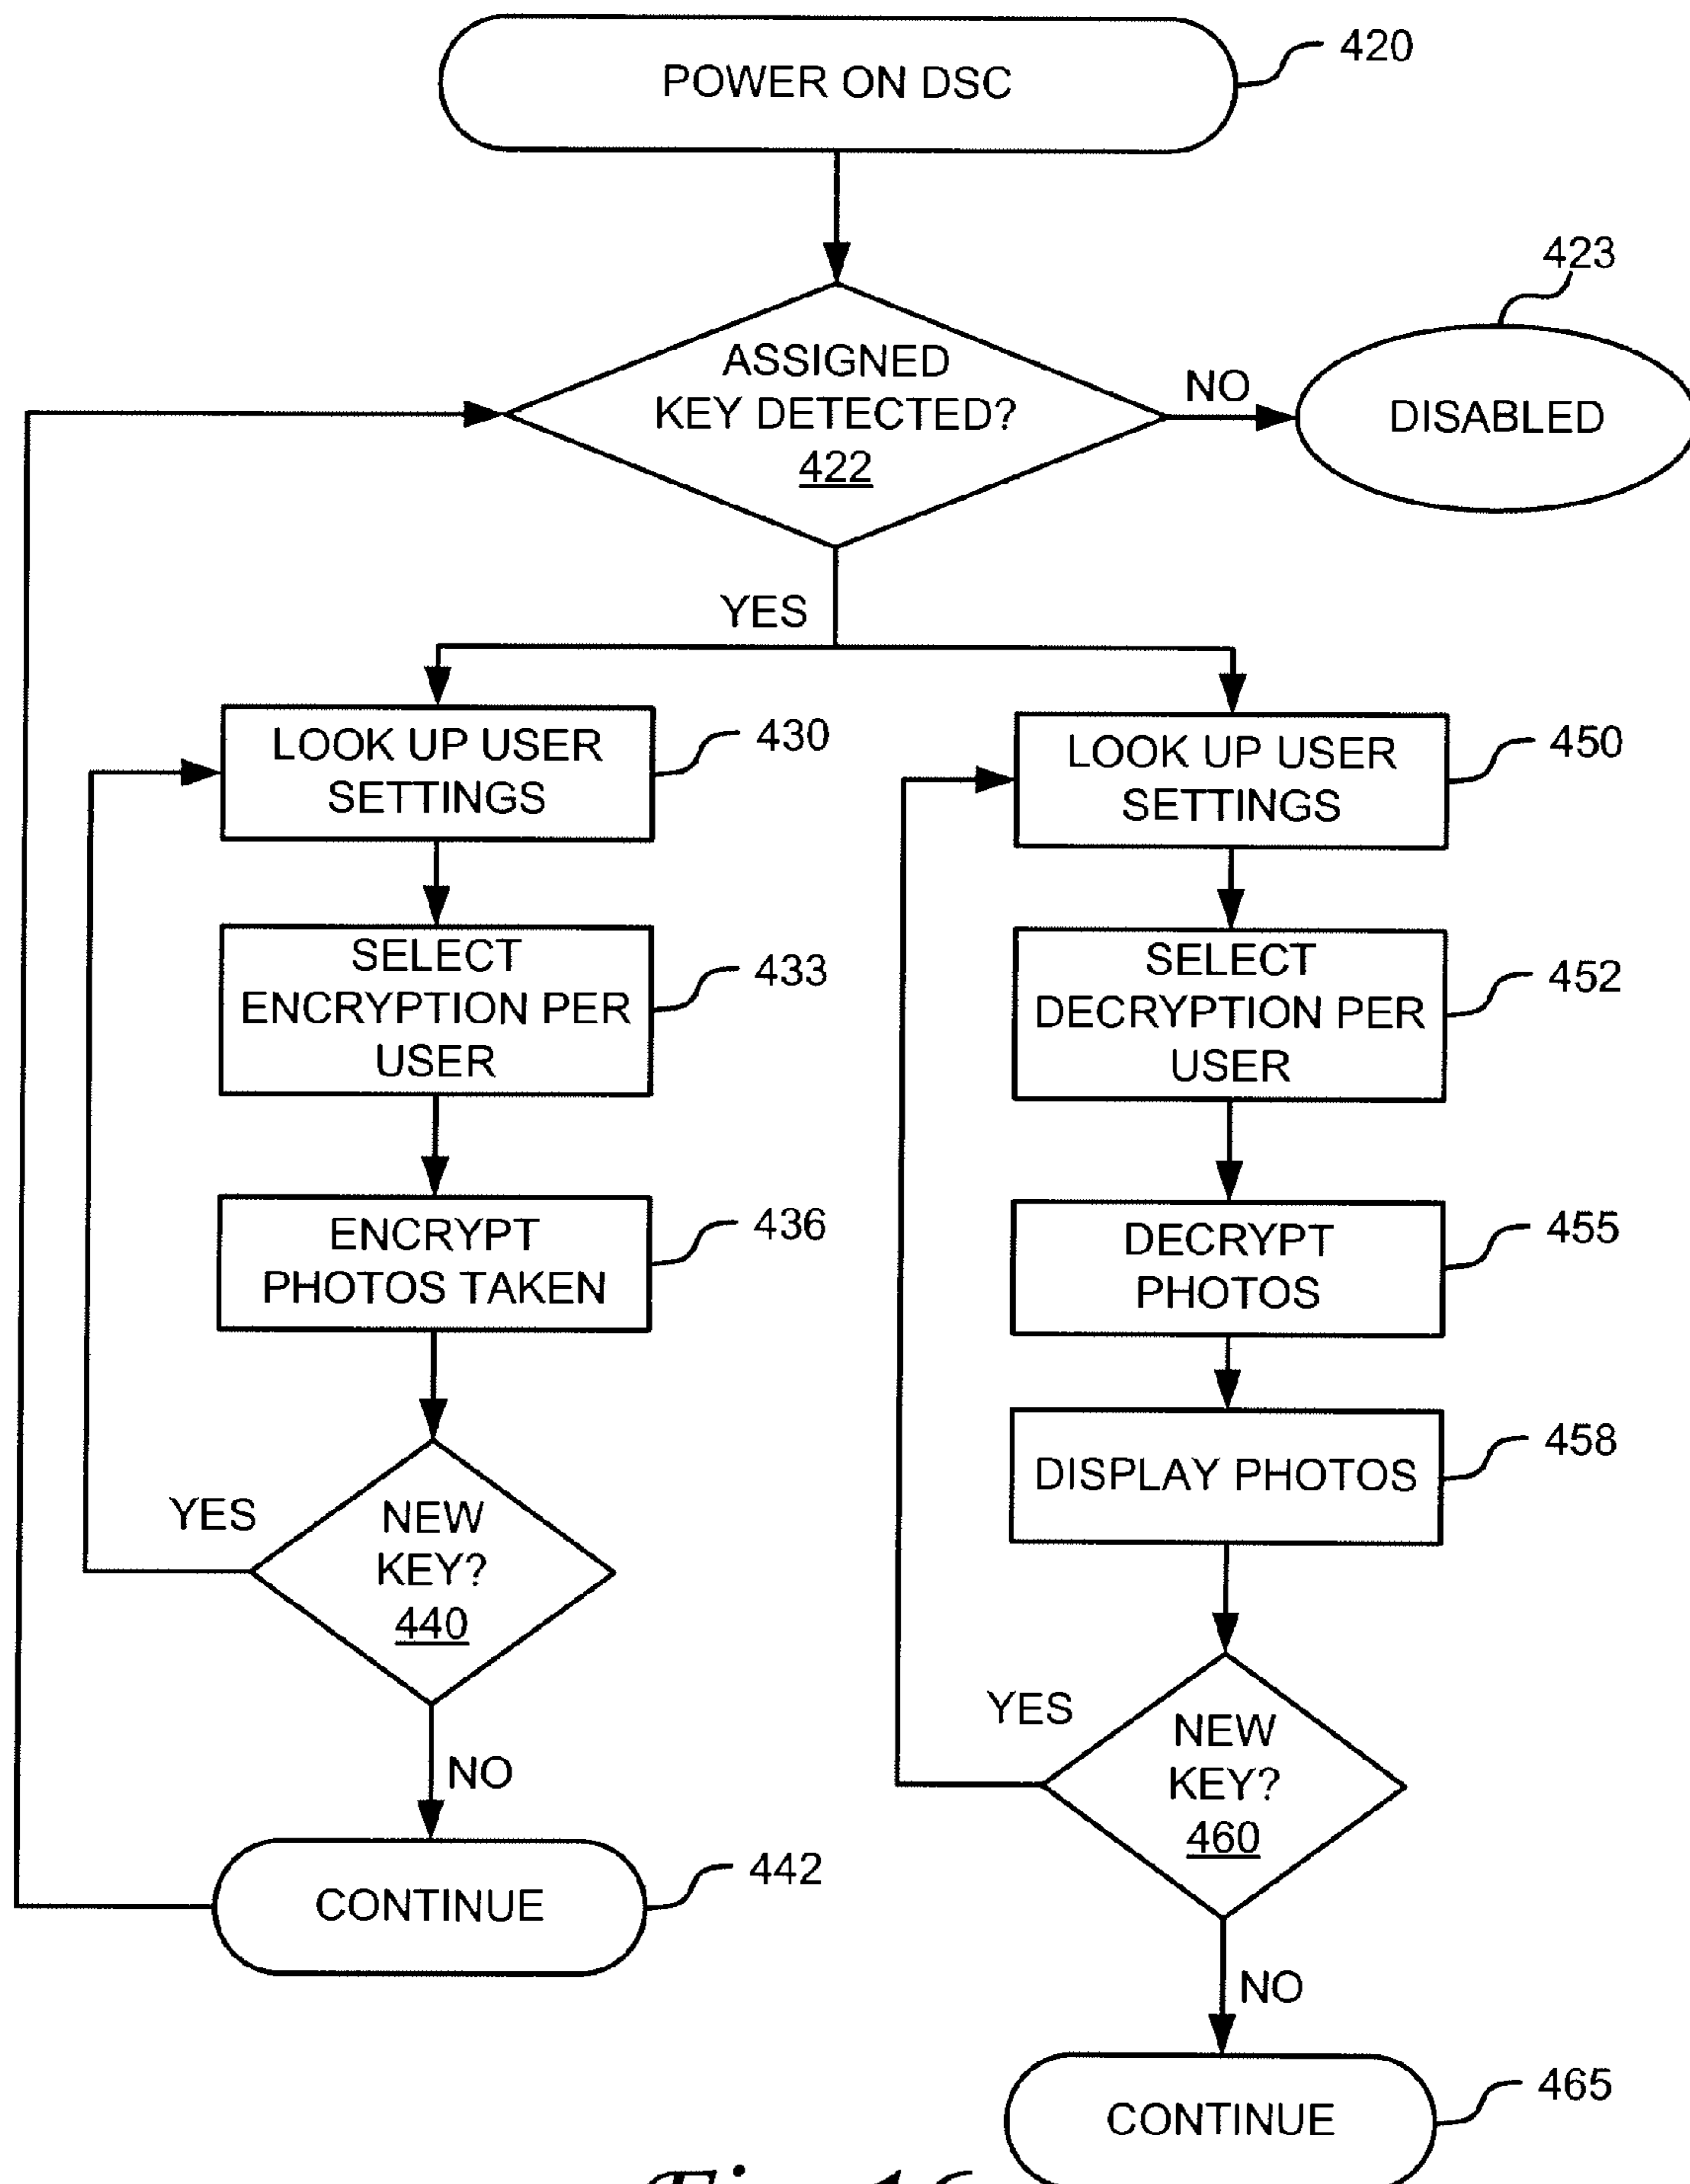 POWER ON DSC
420
423
ASSIGNED
KEY DETECTED?
422
NO
DISABLED
YES
LOOK UP USER
SETTINGS
430
LOOK UP USER
SETTINGS
450
SELECT
ENCRYPTION PER
USER
433
SELECT
DECRYPTION PER
USER
452
ENCRYPT
PHOTOS TAKEN
436
DECRYPT
PHOTOS
455
DISPLAY PHOTOS
458
YES
NEW
KEY?
440
NO
YES
NEW
KEY?
460
NO
CONTINUE
442
CONTINUE
465